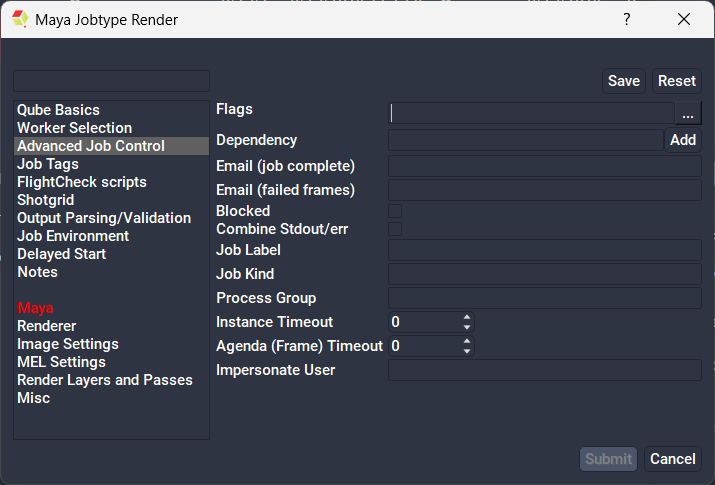 Maya Jobtype Render
?
Save
Reset
Qube Basics
Worker Selection
Advanced Job Control
Job Tags
FlightCheck scripts
Shotgrid
Output Parsing/Validation
Job Environment
Delayed Start
Notes
Maya
Renderer
Image Settings
MEL Settings
Render Layers and Passes
Misc
Flags
...
Dependency
Add
Email (job complete)
Email (failed frames)
Blocked
Combine Stdout/err
Job Label
Job Kind
Process Group
Instance Timeout 0
Agenda (Frame) Timeout 0
Impersonate User
Submit
Cancel